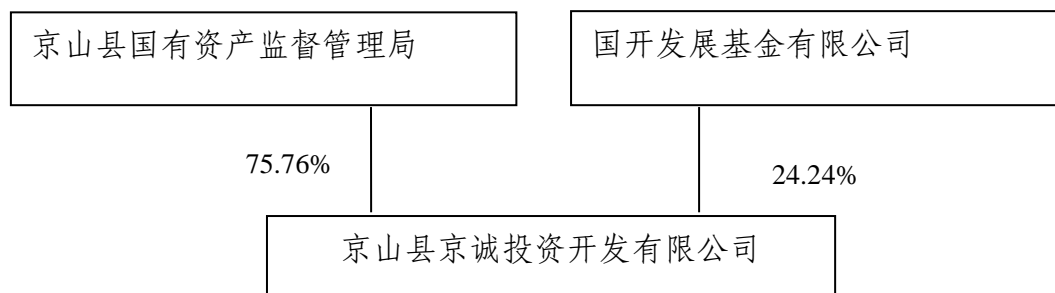 京山县国有资产监督管理局
国开发展基金有限公司
75.76%
24.24%
京山县京诚投资开发有限公司